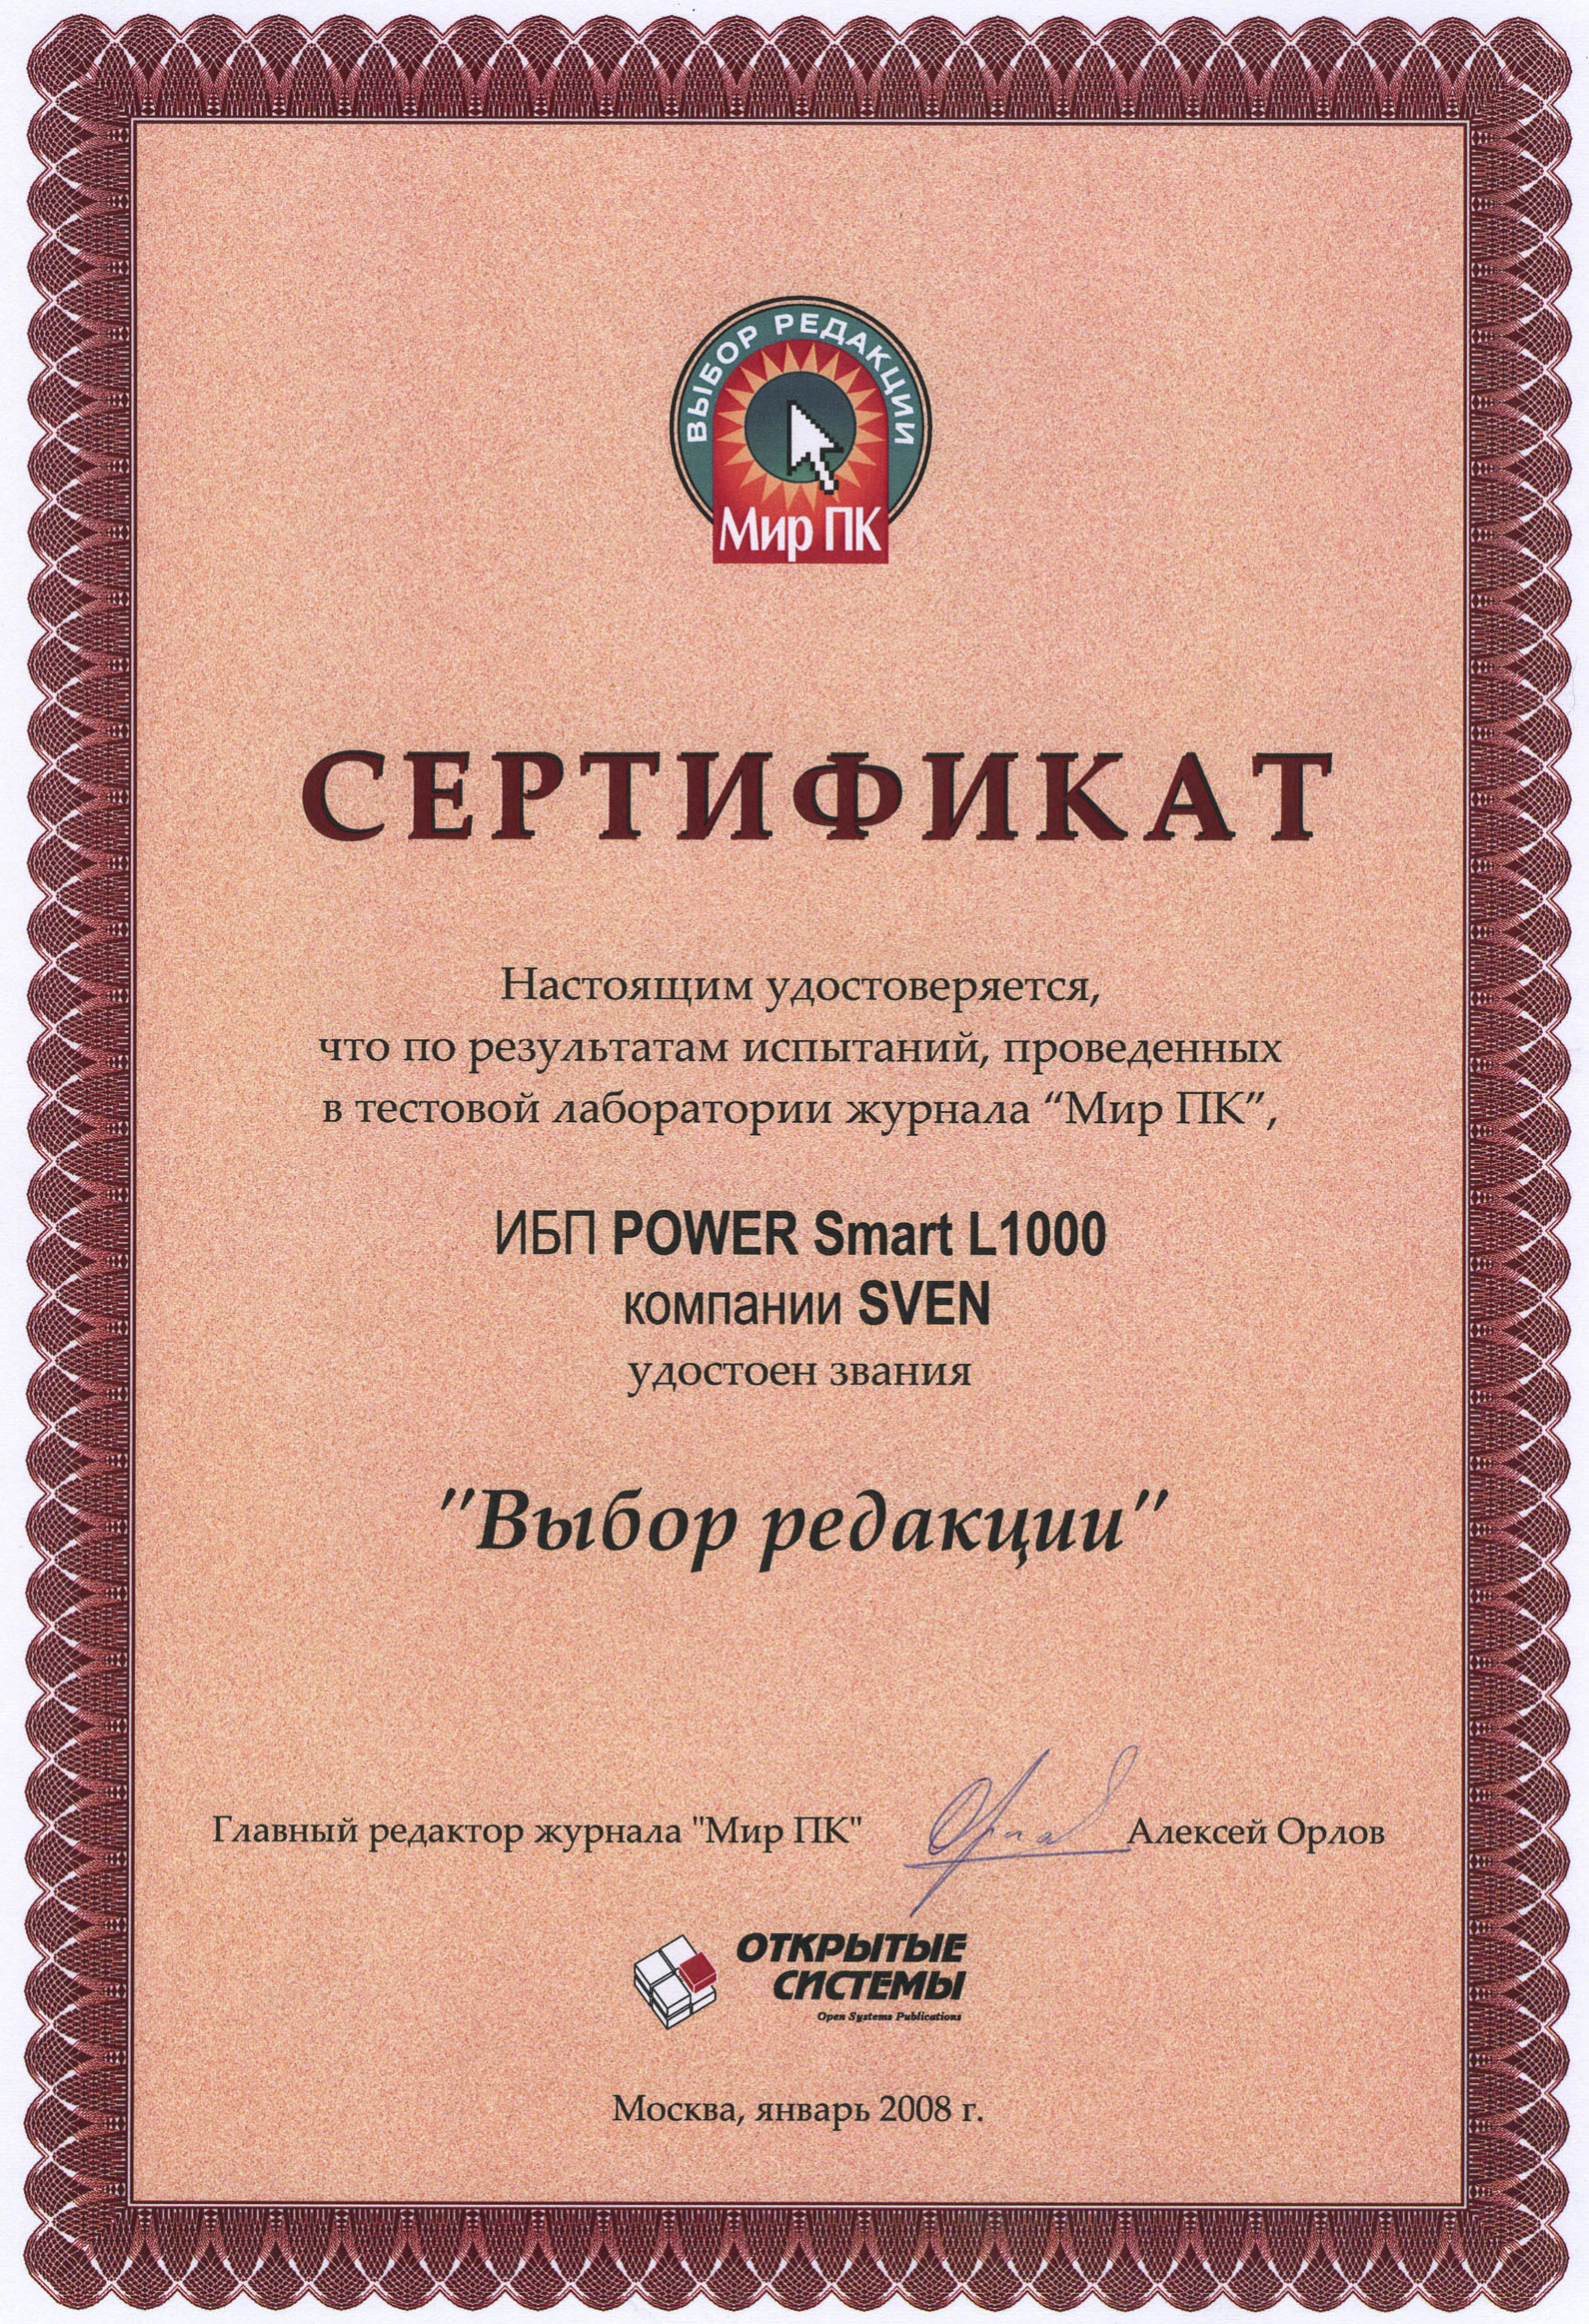 ВЫБОР РЕДАКЦИИ
Мир ПК
СЕРТИФИКАТ
Настоящим удостоверяется,
что по результатам испытаний, проведенных
в тестовой лаборатории журнала “Мир ПК”,
ИБП POWER Smart L1000
компании SVEN
удостоен звания
"Выбор редакции"
Главный редактор журнала "Мир ПК" Алексей Орлов
ОТКРЫТЫЕ
СИСТЕМЫ
Open Systems Publications
Москва, январь 2008 г.